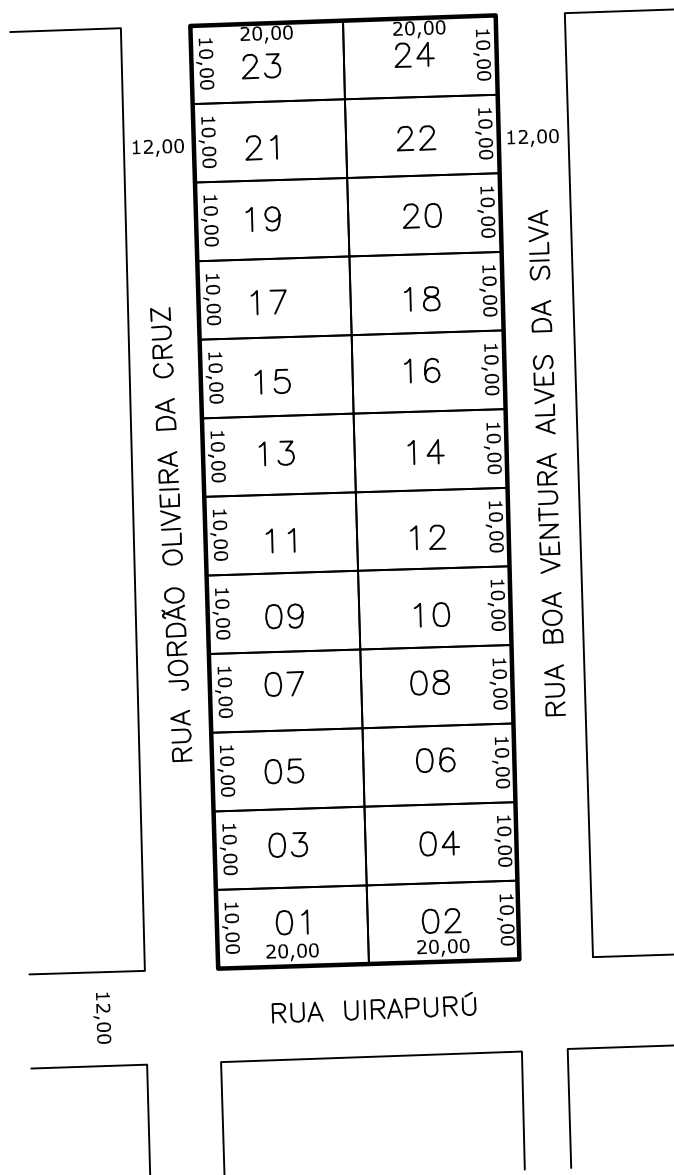 20,00 20,00
10,00 23 24 10,00
12,00 10,00 21 22 10,00 12,00
10,00 19 20 10,00
10,00 17 18 10,00
10,00 15 16 10,00
10,00 13 14 10,00
10,00 11 12 10,00
10,00 09 10 10,00
10,00 07 08 10,00
10,00 05 06 10,00
10,00 03 04 10,00
10,00 01 02 10,00
20,00 20,00
RUA JORDÃO OLIVEIRA DA CRUZ
RUA BOA VENTURA ALVES DA SILVA
12,00
RUA UIRAPURÚ